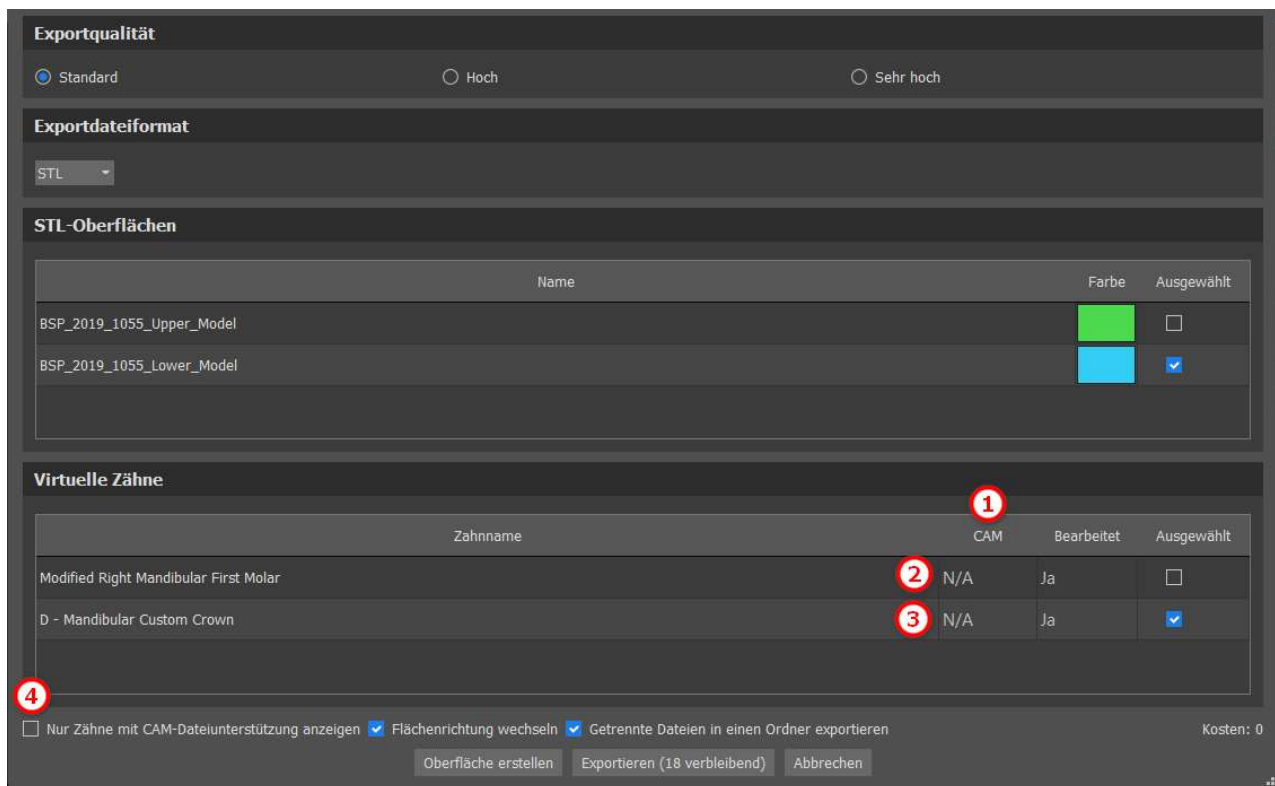 Exportqualität
Standard Hoch Sehr hoch
Exportdateiformat
STL
STL-Oberflächen
Name Farbe Ausgewählt
BSP_2019_1055_Upper_Model
BSP_2019_1055_Lower_Model
Virtuelle Zähne
1
Zahnname CAM Bearbeitet Ausgewählt
Modified Right Mandibular First Molar 2 N/A Ja
D - Mandibular Custom Crown 3 N/A Ja
4
Nur Zähne mit CAM-Dateiunterstützung anzeigen Flächenrichtung wechseln Getrennte Dateien in einen Ordner exportieren Kosten: 0
Oberfläche erstellen Exportieren (18 verbleibend) Abbrechen